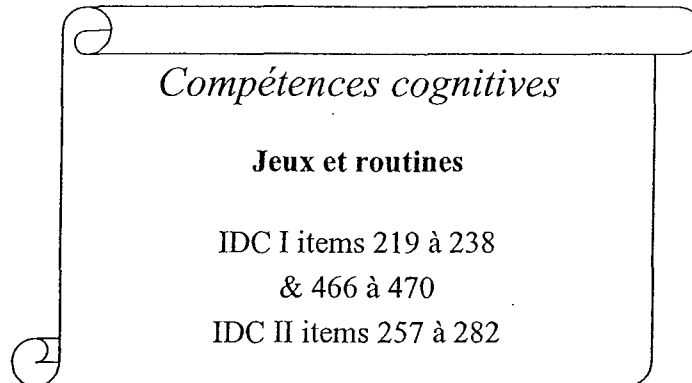 Compétences cognitives
Jeux et routines
IDC I items 219 à 238
& 466 à 470
IDC II items 257 à 282